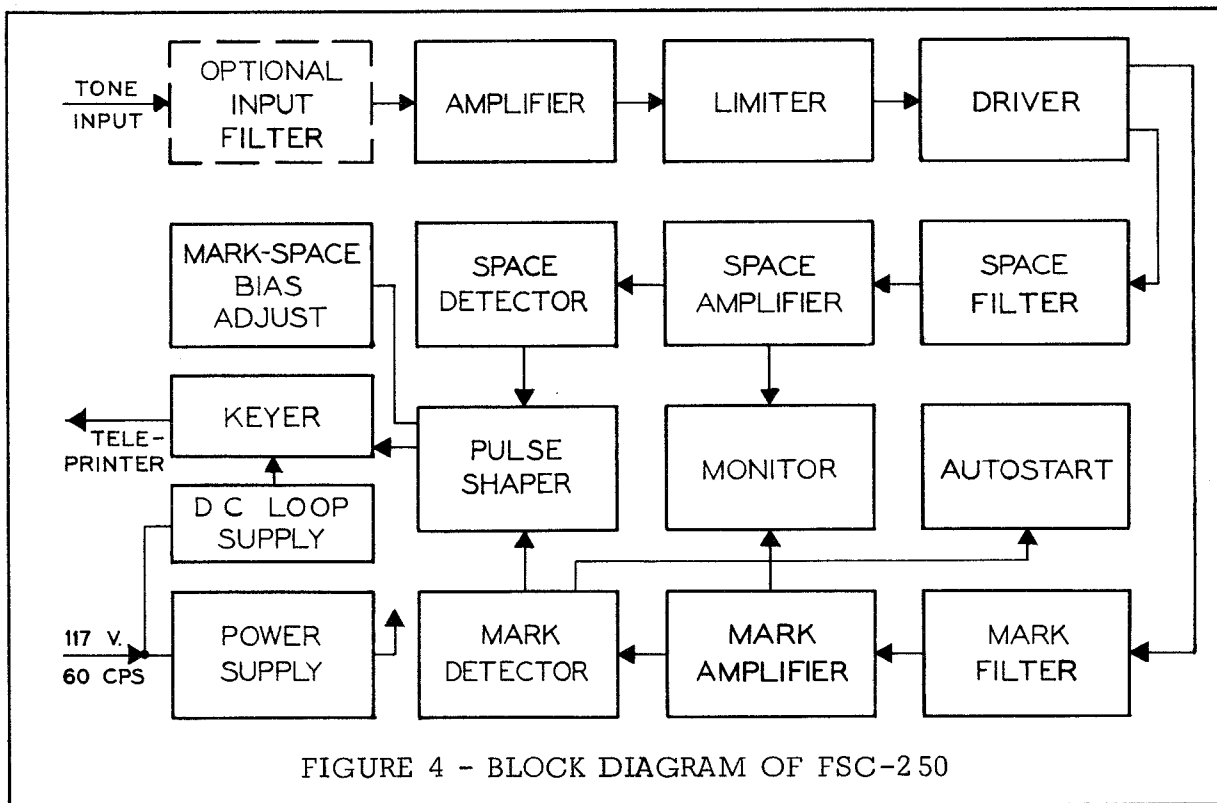 TONE
INPUT
OPTIONAL
INPUT
FILTER
AMPLIFIER
LIMITER
DRIVER
MARK-SPACE
BIAS
ADJUST
SPACE
DETECTOR
SPACE
AMPLIFIER
SPACE
FILTER
KEYER
TELE-
PRINTER
PULSE
SHAPER
MONITOR
AUTOSTART
DC LOOP
SUPPLY
117 V.
60 CPS
POWER
SUPPLY
MARK
DETECTOR
MARK
AMPLIFIER
MARK
FILTER
FIGURE 4 - BLOCK DIAGRAM OF FSC-250